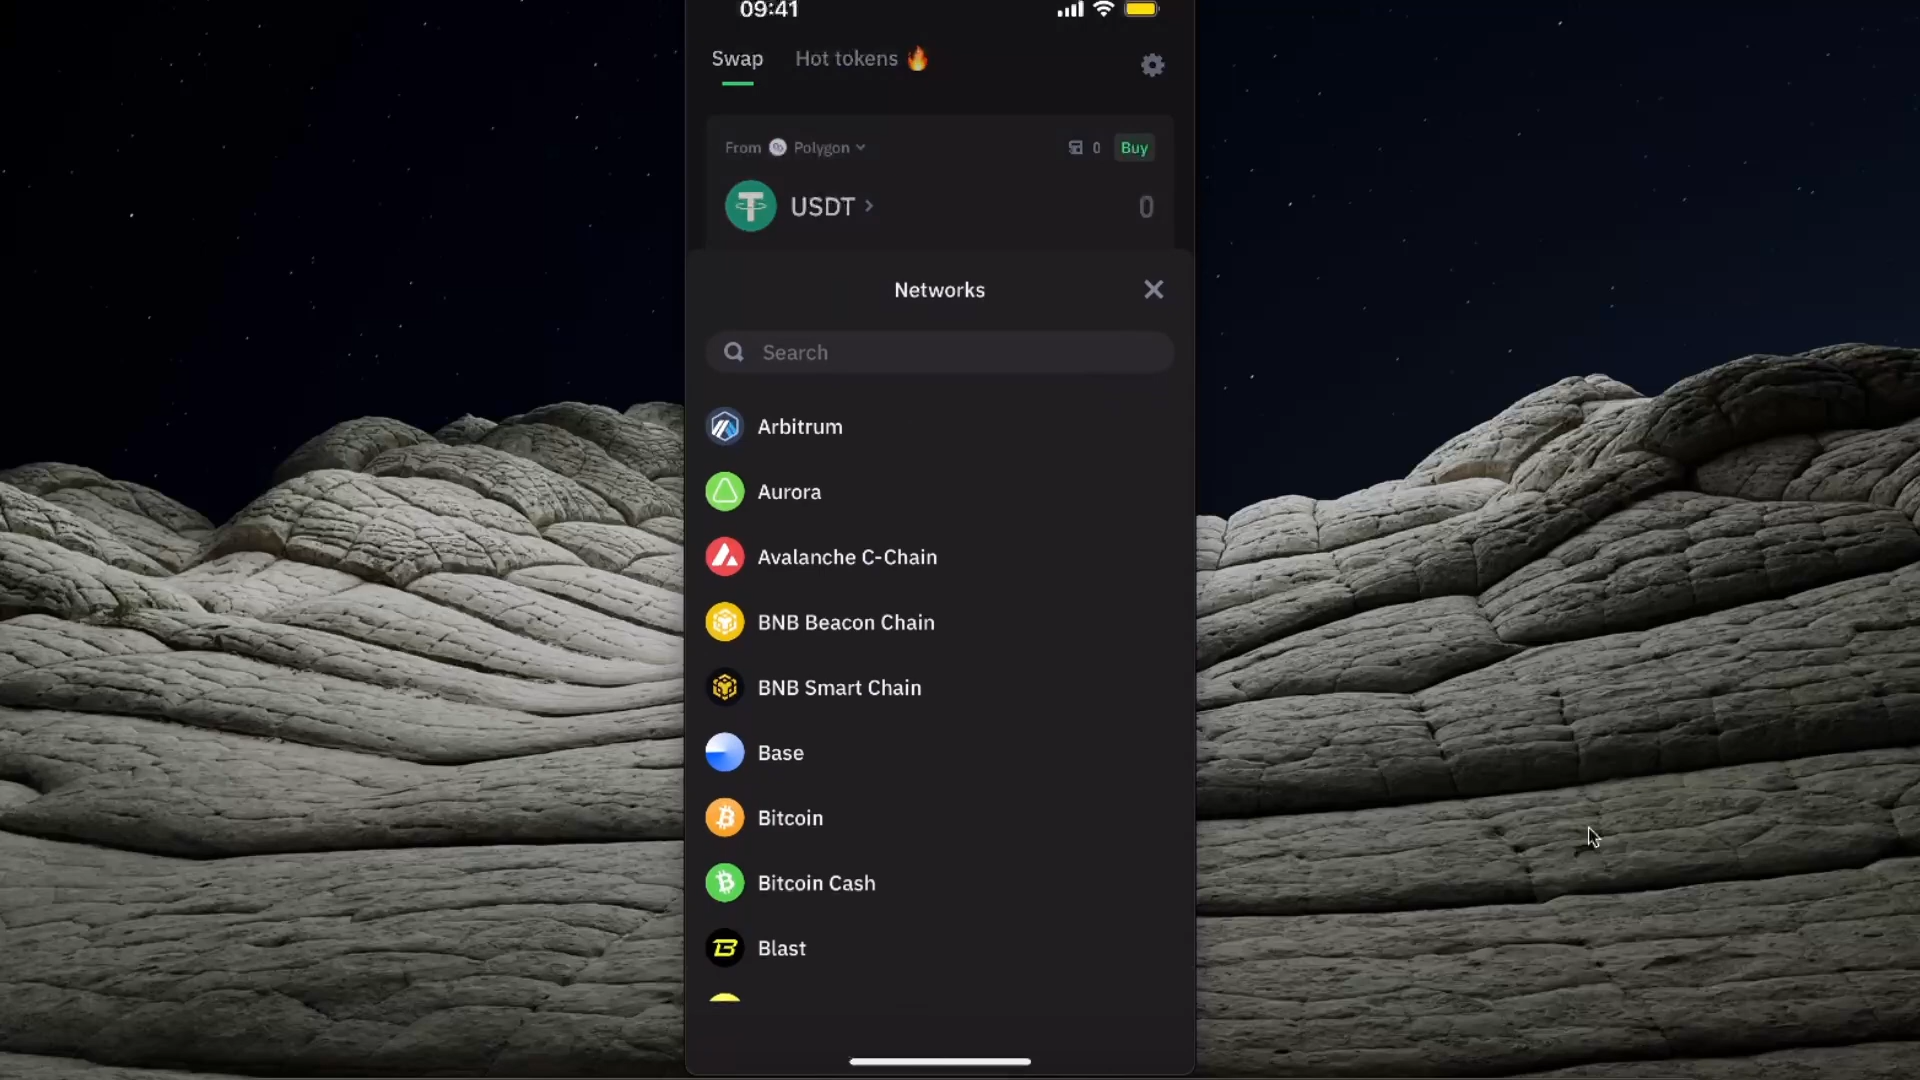 09:41
Swap Hot tokens 🔥
From Polygon 0 Buy
USDT 0
Networks
Search
Arbitrum
Aurora
Avalanche C-Chain
BNB Beacon Chain
BNB Smart Chain
Base
Bitcoin
Bitcoin Cash
Blast